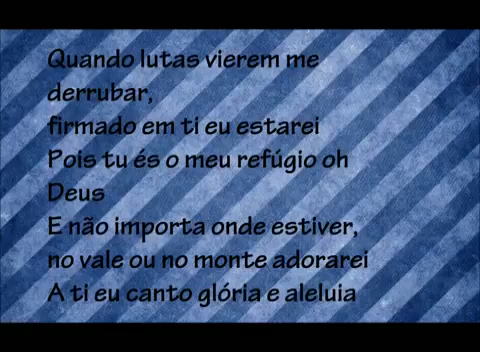 Quando lutas vierem me
derrubar,
firmado em ti eu estarei
Pois tu és o meu refúgio oh
Deus
E não importa onde estiver,
no vale ou no monte adorarei
A ti eu canto glória e aleluia